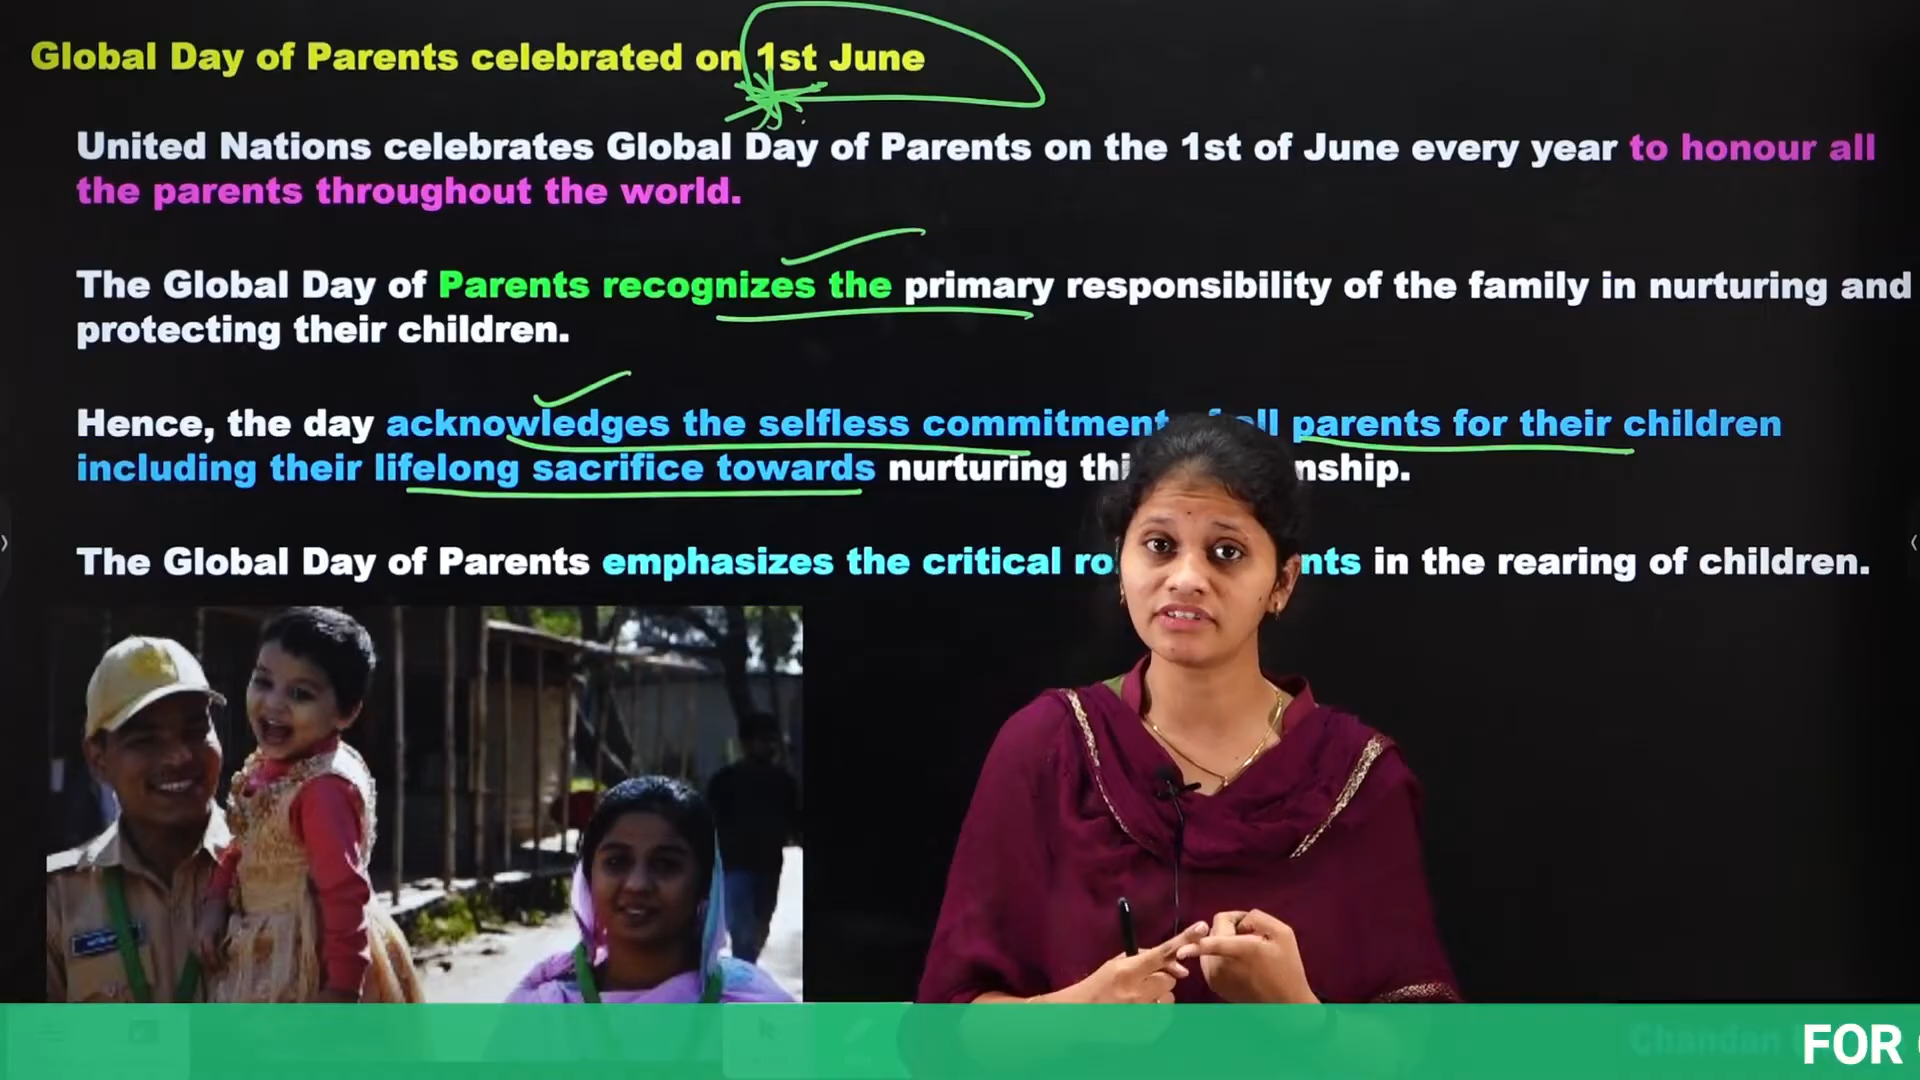 Global Day of Parents celebrated on 1st June
United Nations celebrates Global Day of Parents on the 1st of June every year to honour all
the parents throughout the world.
The Global Day of Parents recognizes the primary responsibility of the family in nurturing and
protecting their children.
Hence, the day acknowledges the selfless commitment all parents for their children
including their lifelong sacrifice towards nurturing
The Global Day of Parents emphasizes the critical in the rearing of children.
Chandan
FOR